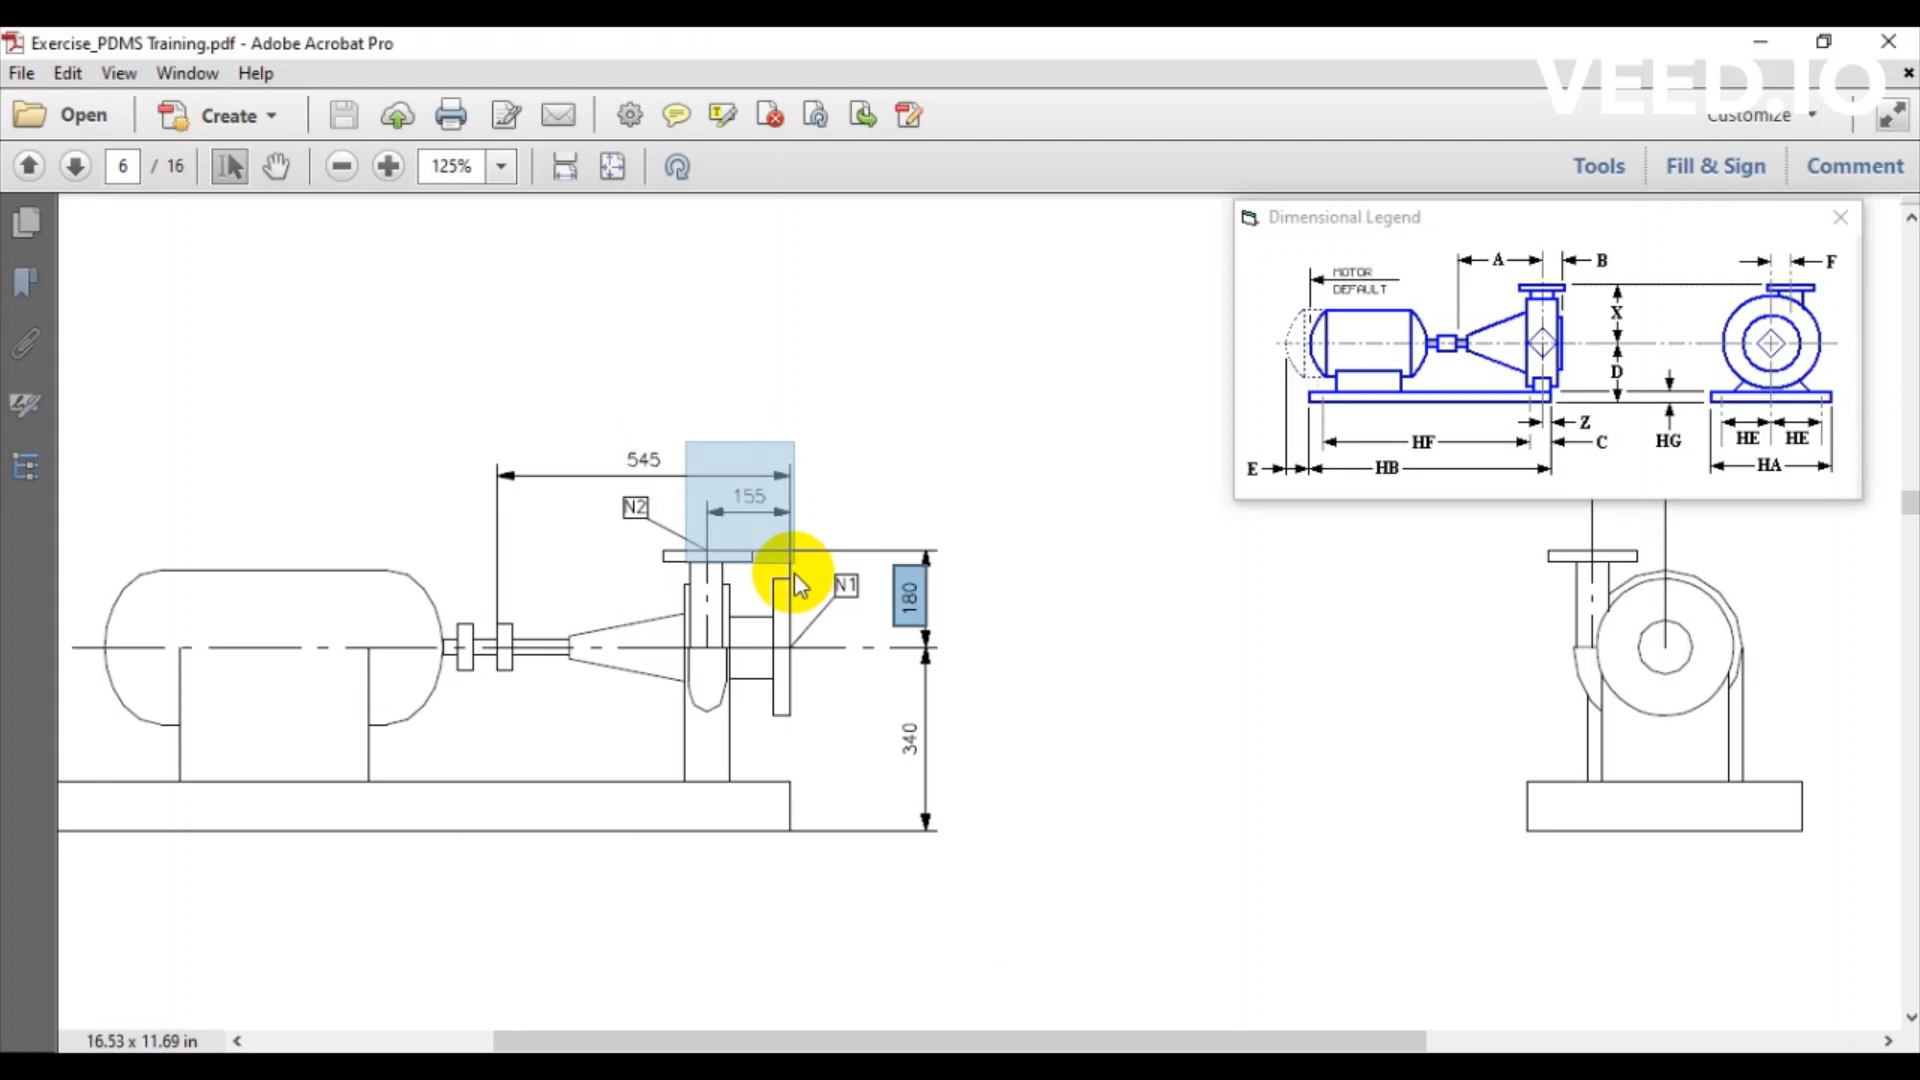 Exercise_PDMS Training.pdf - Adobe Acrobat Pro
File Edit View Window Help
VEED.IO
Open Create Customize
6 / 16 125% Tools Fill & Sign Comment
Dimensional Legend
A B F
MOTOR
DEFAULT
X
D
Z
HF C HG HE HE
E HB HA
545
155
N2
N1
180
340
16.53 x 11.69 in